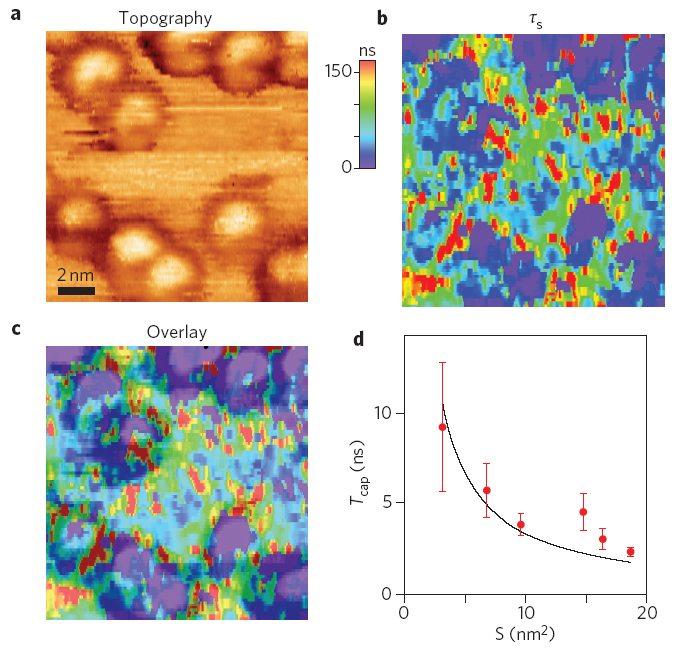 a
Topography
2 nm
ns
150
0
b
τs
c
Overlay
d
10
5
0
Tcap (ns)
0
10
20
S (nm²)